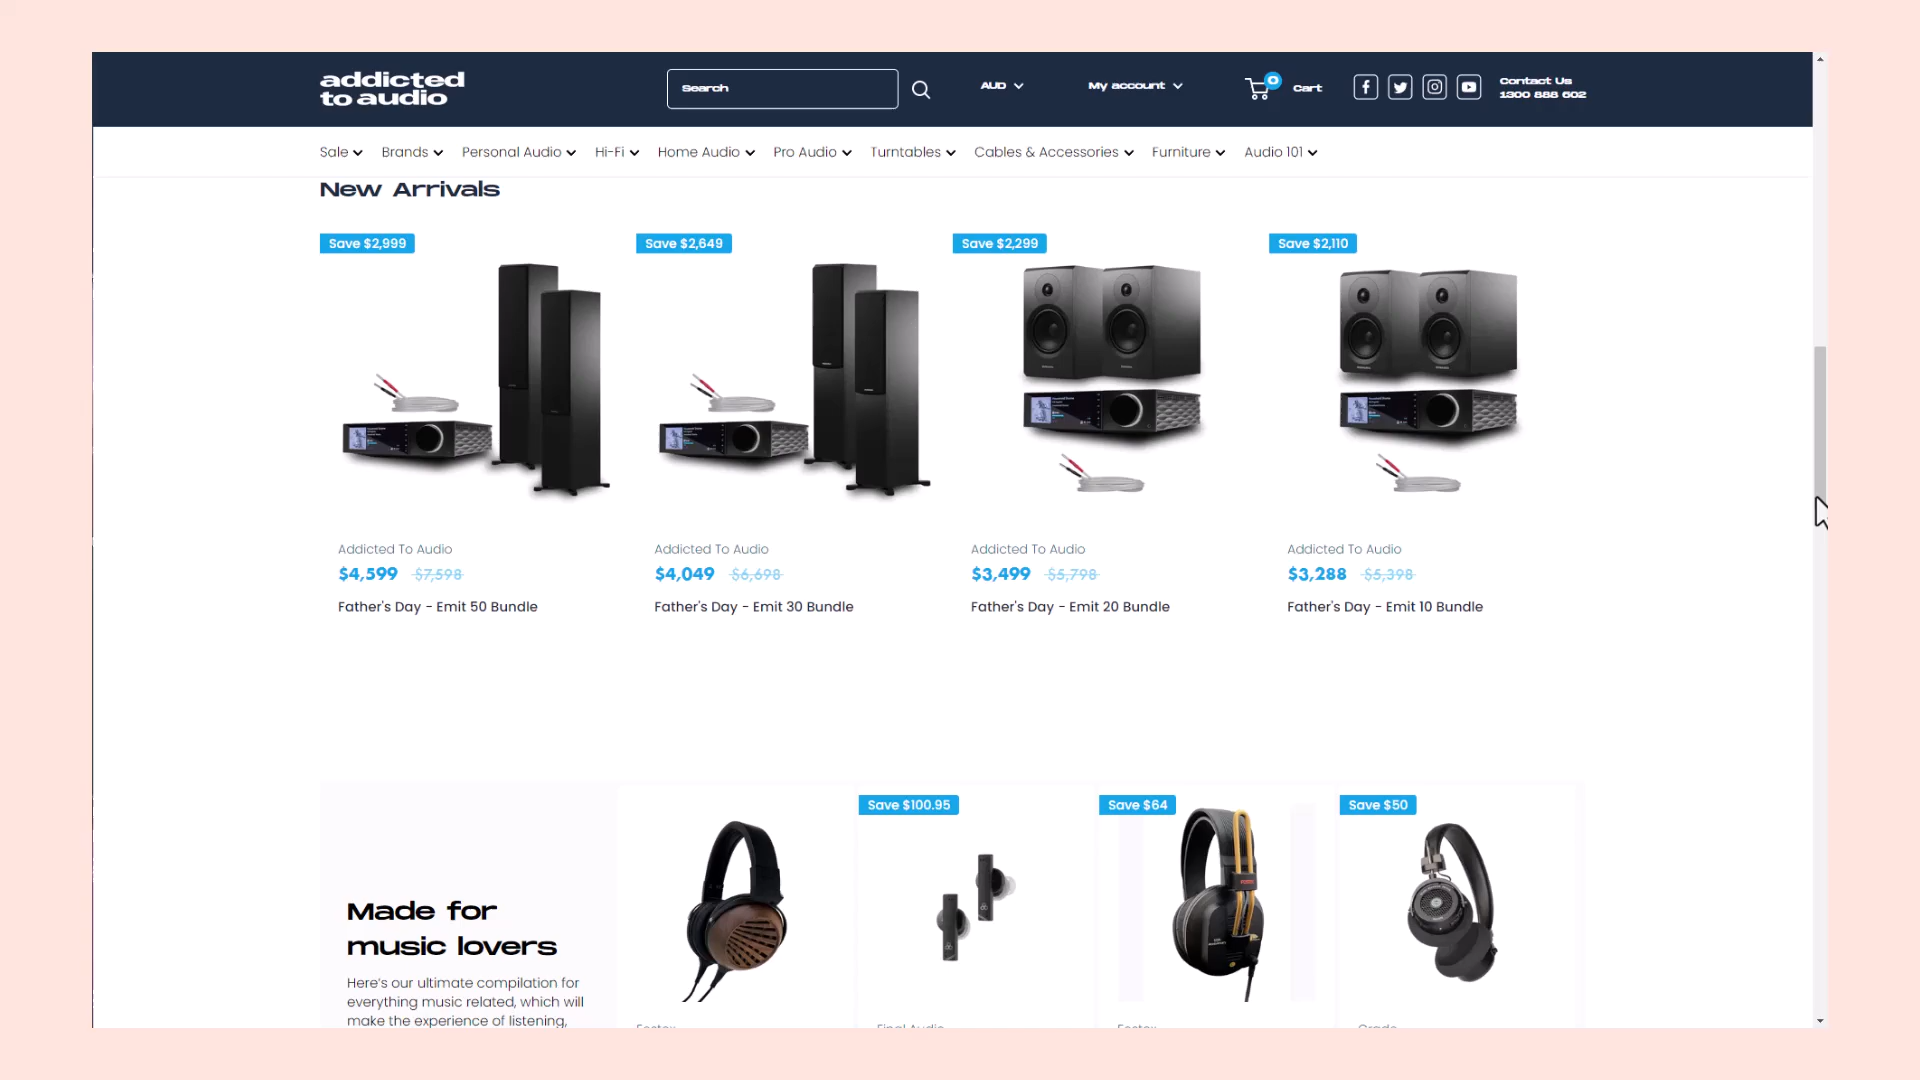 addicted
to audio
Search
AUD
My account
0
Cart
Contact Us
1300 888 602
Sale
Brands
Personal Audio
Hi-Fi
Home Audio
Pro Audio
Turntables
Cables & Accessories
Furniture
Audio 101
New Arrivals
Save $2,999
Save $2,649
Save $2,299
Save $2,110
Addicted To Audio
$4,599 $7,598
Father's Day - Emit 50 Bundle
Addicted To Audio
$4,049 $6,698
Father's Day - Emit 30 Bundle
Addicted To Audio
$3,499 $5,798
Father's Day - Emit 20 Bundle
Addicted To Audio
$3,288 $5,398
Father's Day - Emit 10 Bundle
Made for
music lovers
Here's our ultimate compilation for
everything music related, which will
make the experience of listening,
Save $100.95
Save $64
Save $50
Fostex
Final Audio
Fostex
Grado